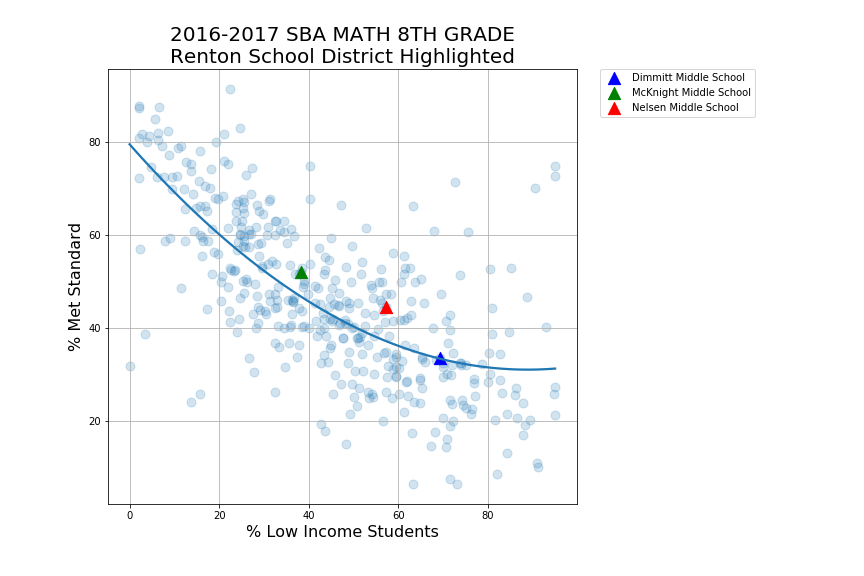 2016-2017 SBA MATH 8TH GRADE
Renton School District Highlighted
Dimmitt Middle School
McKnight Middle School
Nelsen Middle School
% Met Standard
80
60
40
20
0 20 40 60 80
% Low Income Students